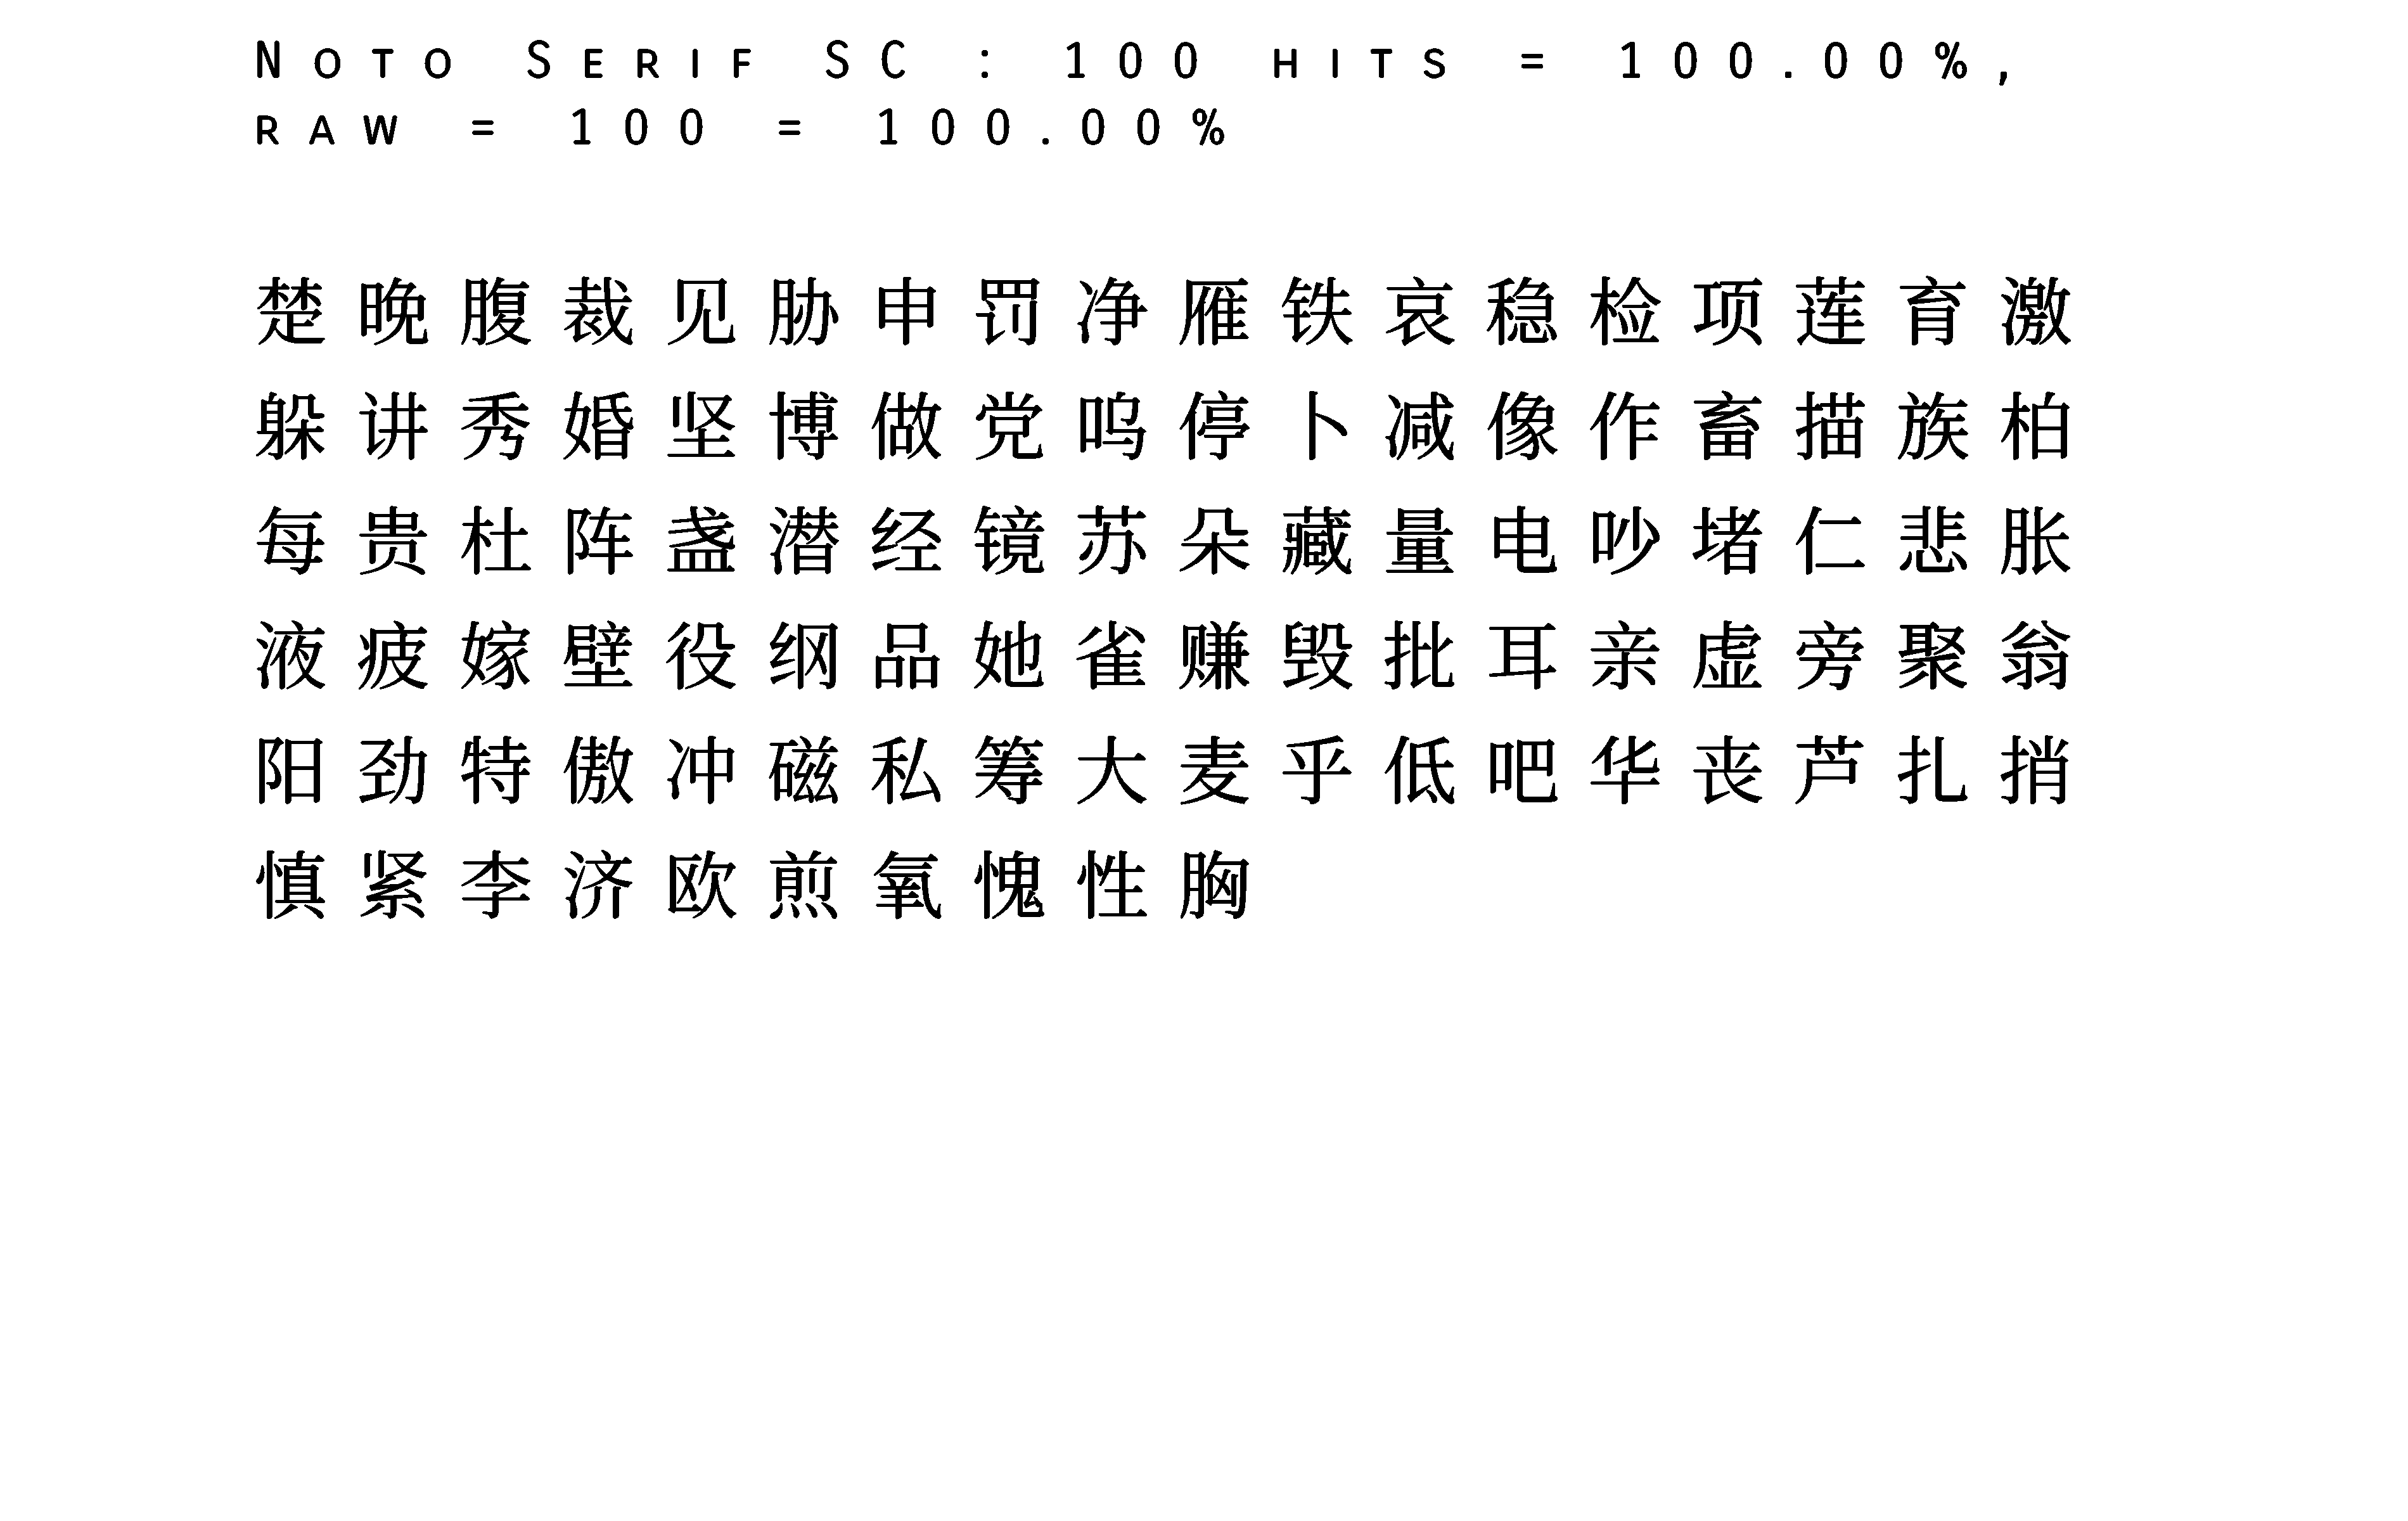 Noto Serif SC : 100 hits = 100.00%,
raw = 100 = 100.00%
楚晚腹裁见胁申罚净雁铁哀稳检项莲育激
躲讲秀婚坚博做党呜停卜减像作畜描族柏
每贵杜阵盏潜经镜苏朵藏量电吵堵仁悲胀
液疲嫁壁役纲品她雀赚毁批耳亲虚旁聚翁
阳劲特傲冲磁私筹大麦乎低吧华丧芦扎捎
慎紧李济欧煎氧愧性胸